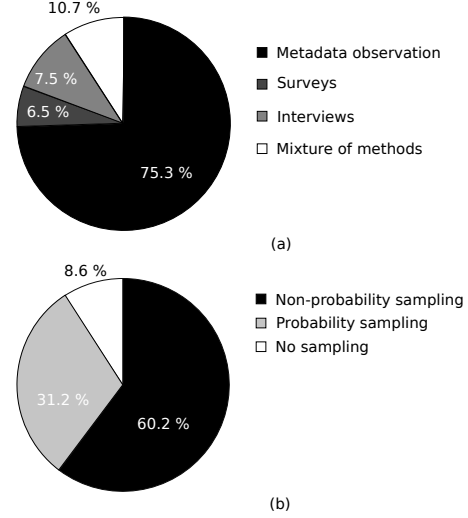 10.7 %
7.5 %
6.5 %
75.3 %
Metadata observation
Surveys
Interviews
Mixture of methods
(a)
8.6 %
31.2 %
60.2 %
Non-probability sampling
Probability sampling
No sampling
(b)